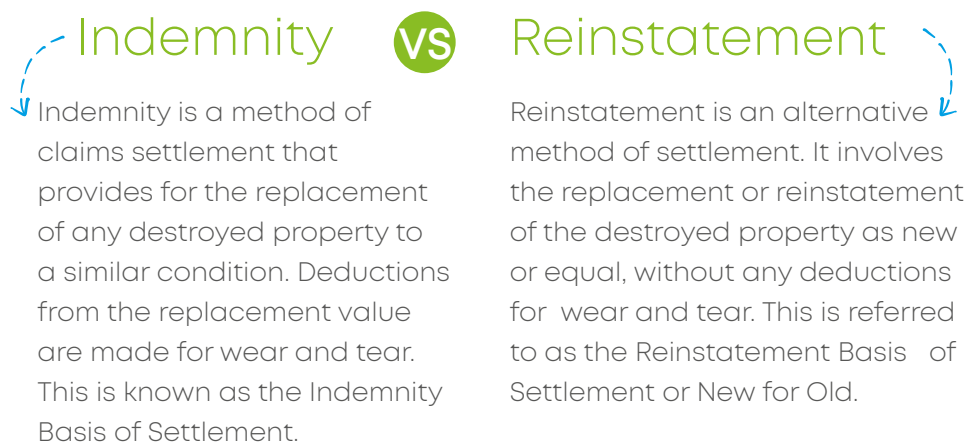 Indemnity
VS
Reinstatement
Indemnity is a method of
claims settlement that
provides for the replacement
of any destroyed property to
a similar condition. Deductions
from the replacement value
are made for wear and tear.
This is known as the Indemnity
Basis of Settlement.
Reinstatement is an alternative
method of settlement. It involves
the replacement or reinstatement
of the destroyed property as new
or equal, without any deductions
for wear and tear. This is referred
to as the Reinstatement Basis of
Settlement or New for Old.